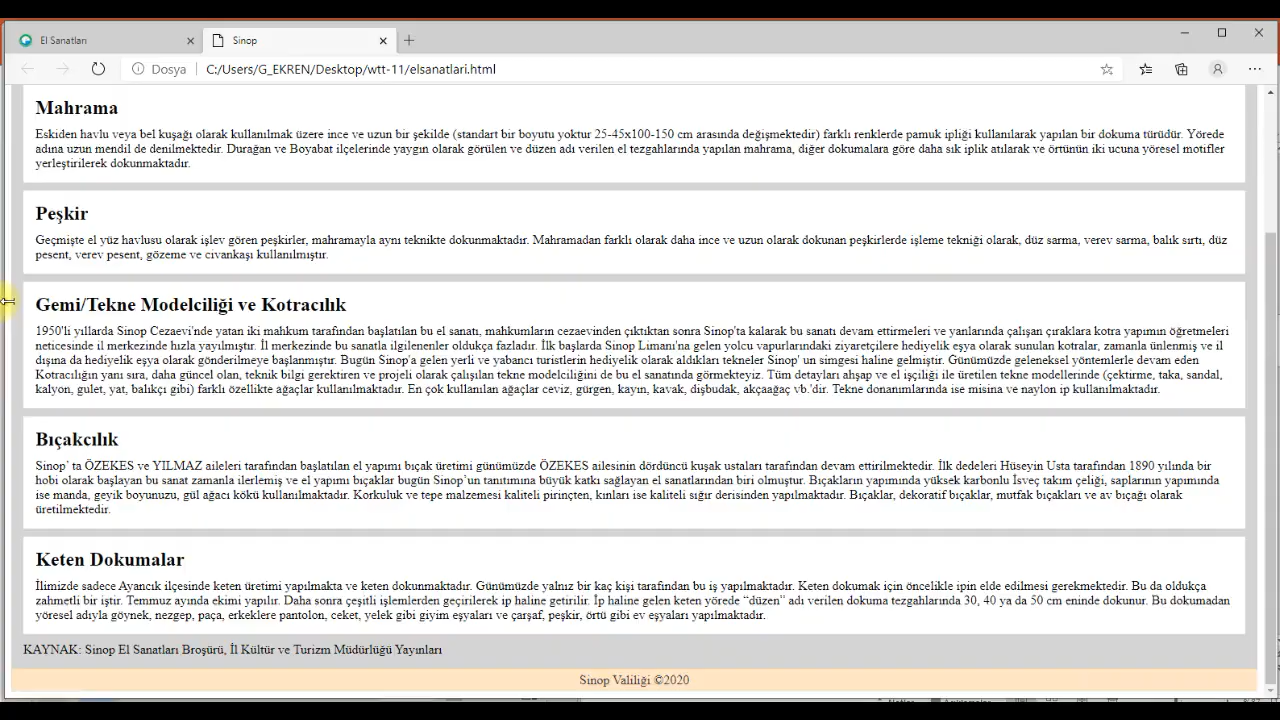 El Sanatları
Sinop
Dosya
C:/Users/G_EKREN/Desktop/wtt-11/elsanatlari.html
Mahrama
Eskiden havlu veya bel kuşağı olarak kullanılmak üzere ince ve uzun bir şekilde (standart bir boyutu yoktur 25-45x100-150 cm arasında değişmektedir) farklı renklerde pamuk ipliği kullanılarak yapılan bir dokuma türüdür. Yörede
adına uzun mendil de denilmektedir. Durağan ve Boyabat ilçelerinde yaygın olarak görülen ve düzen adı verilen el tezgahlarında yapılan mahrama, diğer dokumalara göre daha sık iplik atılarak ve örtünün iki ucuna yöresel motifler
yerleştirilerek dokunmaktadır.
Peşkir
Geçmişte el yüz havlusu olarak işlev gören peşkirler, mahramayla aynı teknikte dokunmaktadır. Mahramadan farklı olarak daha ince ve uzun olarak dokunan peşkirlerde işleme tekniği olarak, düz sarma, verev sarma, balık sırtı, düz
pesent, verev pesent, gözeme ve civankaşı kullanılmıştır.
Gemi/Tekne Modelciliği ve Kotracılık
1950'li yıllarda Sinop Cezaevi'nde yatan iki mahkum tarafından başlatılan bu el sanatı, mahkumların cezaevinden çıktıktan sonra Sinop'ta kalarak bu sanatı devam ettirmeleri ve yanlarında çalışan çıraklara kotra yapımın öğretmeleri
neticesinde il merkezinde hızla yayılmıştır. İl merkezinde bu sanatla ilgilenenler oldukça fazladır. İlk başlarda Sinop Limanı'na gelen yolcu vapurlarındaki ziyaretçilere hediyelik eşya olarak sunulan kotralar, zamanla ünlenmiş ve il
dışına da hediyelik eşya olarak gönderilmeye başlanmıştır. Bugün Sinop'a gelen yerli ve yabancı turistlerin hediyelik olarak aldıkları tekneler Sinop' un simgesi haline gelmiştir. Günümüzde geleneksel yöntemlerle devam eden
Kotracılığın yanı sıra, daha güncel olan, teknik bilgi gerektiren ve projeli olarak çalışılan tekne modelciliğini de bu el sanatında görmekteyiz. Tüm detayları ahşap ve el işçiliği ile üretilen tekne modellerinde (çektirme, taka, sandal,
kalyon, gulet, yat, balıkçı gibi) farklı özellikte ağaçlar kullanılmaktadır. En çok kullanılan ağaçlar ceviz, gürgen, kayın, kavak, dişbudak, akçaağaç vb.'dir. Tekne donanımlarında ise misina ve naylon ip kullanılmaktadır.
Bıçakcılık
Sinop' ta ÖZEKES ve YILMAZ aileleri tarafından başlatılan el yapımı bıçak üretimi günümüzde ÖZEKES ailesinin dördüncü kuşak ustaları tarafından devam ettirilmektedir. İlk dedeleri Hüseyin Usta tarafından 1890 yılında bir
hobi olarak başlayan bu sanat zamanla ilerlemiş ve el yapımı bıçaklar bugün Sinop'un tanıtımına büyük katkı sağlayan el sanatlarından biri olmuştur. Bıçakların yapımında yüksek karbonlu İsveç takım çeliği, saplarının yapımında
ise manda, geyik boyunuzu, gül ağacı kökü kullanılmaktadır. Korkuluk ve tepe malzemesi kaliteli pirinçten, kınları ise kaliteli sığır derisinden yapılmaktadır. Bıçaklar, dekoratif bıçaklar, mutfak bıçakları ve av bıçağı olarak
üretilmektedir.
Keten Dokumalar
İlimizde sadece Ayancık ilçesinde keten üretimi yapılmakta ve keten dokunmaktadır. Günümüzde yalnız bir kaç kişi tarafından bu iş yapılmaktadır. Keten dokumak için öncelikle ipin elde edilmesi gerekmektedir. Bu da oldukça
zahmetli bir iştir. Temmuz ayında ekimi yapılır. Daha sonra çeşitli işlemlerden geçirilerek ip haline getirilir. İp haline gelen keten yörede “düzen” adı verilen dokuma tezgahlarında 30, 40 ya da 50 cm eninde dokunur. Bu dokumadan
yöresel adıyla göynek, nezgep, paça, erkeklere pantolon, ceket, yelek gibi giyim eşyaları ve çarşaf, peşkir, örtü gibi ev eşyaları yapılmaktadır.
KAYNAK: Sinop El Sanatları Broşürü, İl Kültür ve Turizm Müdürlüğü Yayınları
Sinop Valiliği ©2020